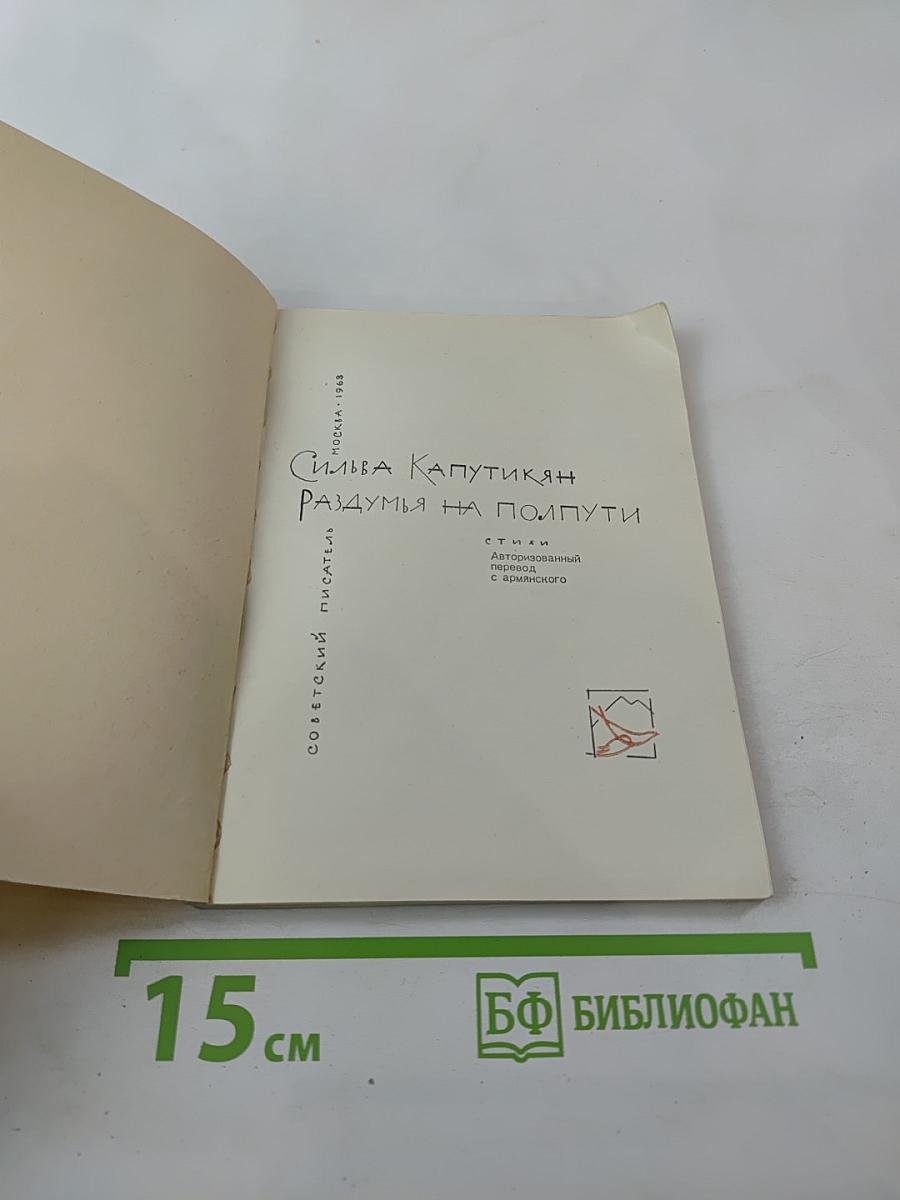 МОСКВА · 1963
СИЛЬВА КАПУТИКЯН
РАЗДУМЬЯ НА ПОЛПУТИ
СТИХИ
Авторизованный
перевод
с армянского
СОВЕТСКИЙ ПИСАТЕЛЬ
15 см
БФ БИБЛИОФАН